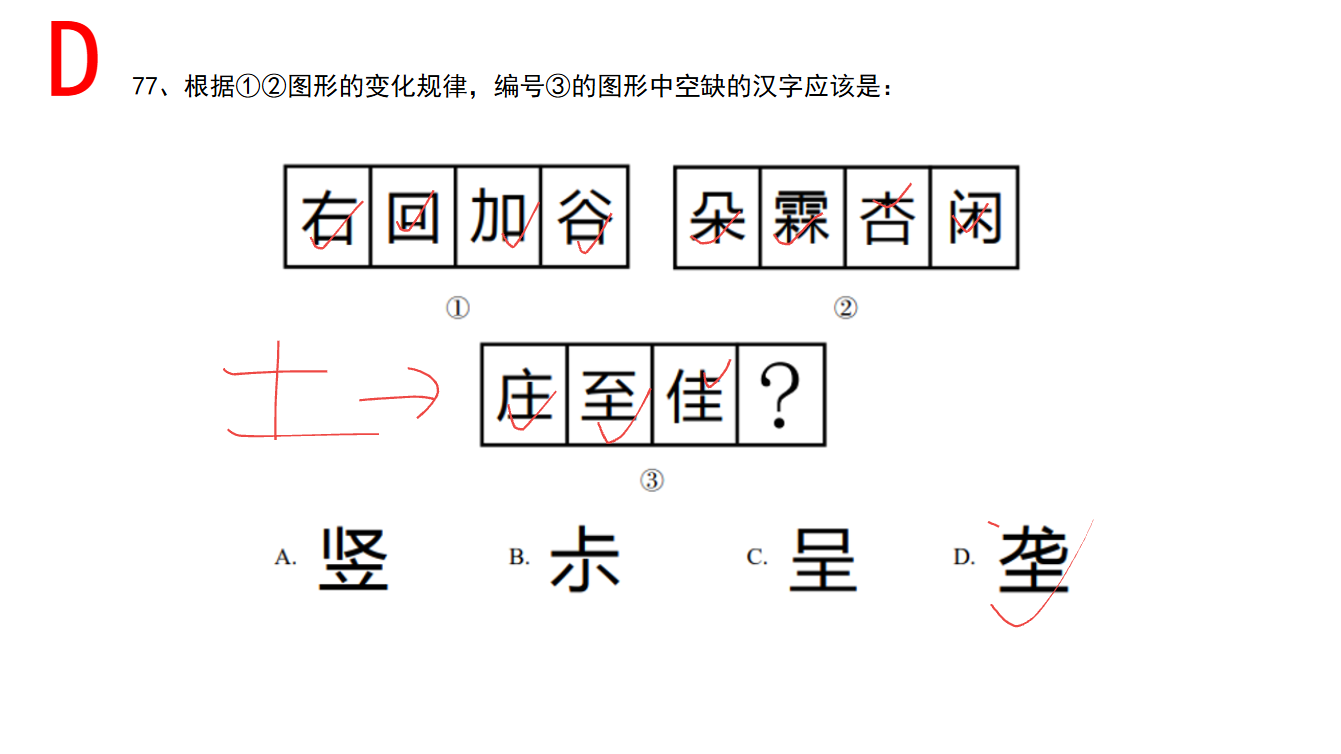 D
77、根据①②图形的变化规律，编号③的图形中空缺的汉字应该是：
右 回 加 谷
①
朵 霖 杏 闲
②
土
庄 至 佳 ？
③
A. 竖
B. 尗
C. 呈
D. 垄